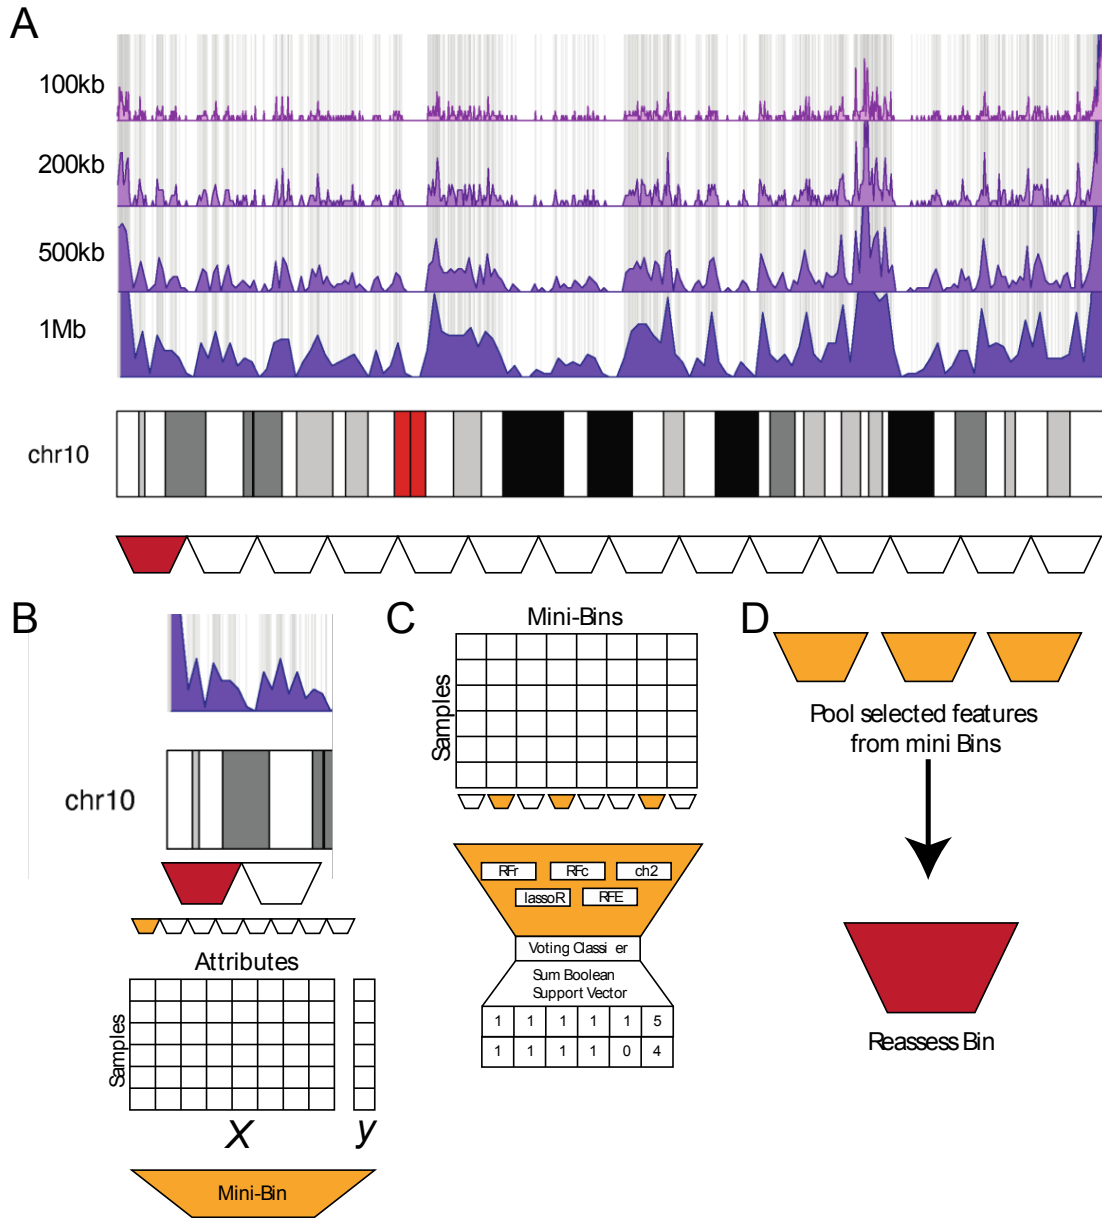 A
100kb
200kb
500kb
1Mb
chr10
B
chr10
Attributes
Samples
X
y
Mini-Bin
C
Mini-Bins
Samples
RFr
RFc
ch2
lassoR
RFE
Voting Classi er
Sum Boolean
Support Vector
1 1 1 1 1 5
1 1 1 1 0 4
D
Pool selected features
from mini Bins
Reassess Bin